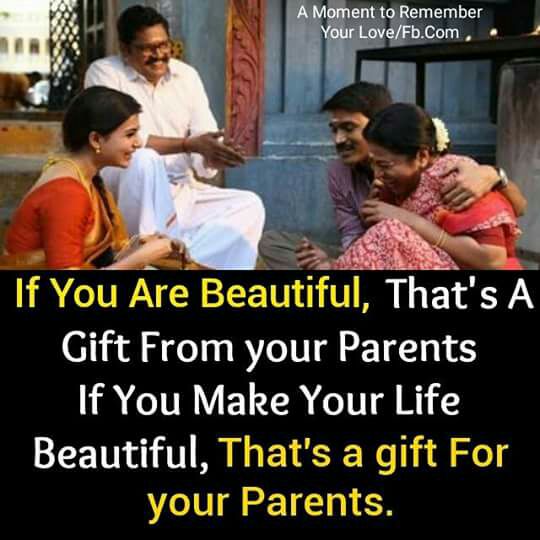 A Moment to Remember
Your Love/Fb.Com
If You Are Beautiful, That's A
Gift From your Parents
If You Make Your Life
Beautiful, That's a gift For
your Parents.